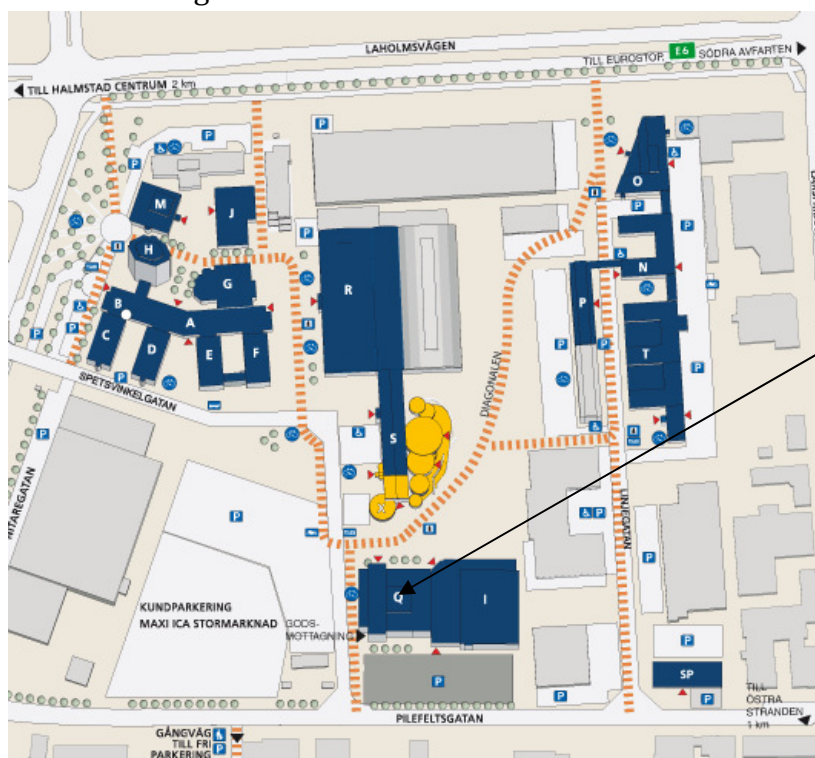 LAHOLMSVÄGEN
TILL EUROSTOP,
E6
SÖDRA AVFARTEN
TILL HALMSTAD CENTRUM 2 km
P
P
O
M
J
P
P
H
G
N
P
B
A
R
P
C
D
E
F
T
P
P
P
P
P
DIAGONALEN
SPETSVINKELGATAN
S
X
P
P
P
LINJEGATAN
Q
I
KUNDPARKERING
MAXI ICA STORMARKNAD
GODS-
MOTTAGNING
P
P
SP
P
P
TILL
ÖSTRA
STRANDEN
1 km
PILEFELTSGATAN
GÅNGVÄG
TILL FRI
PARKERING
P